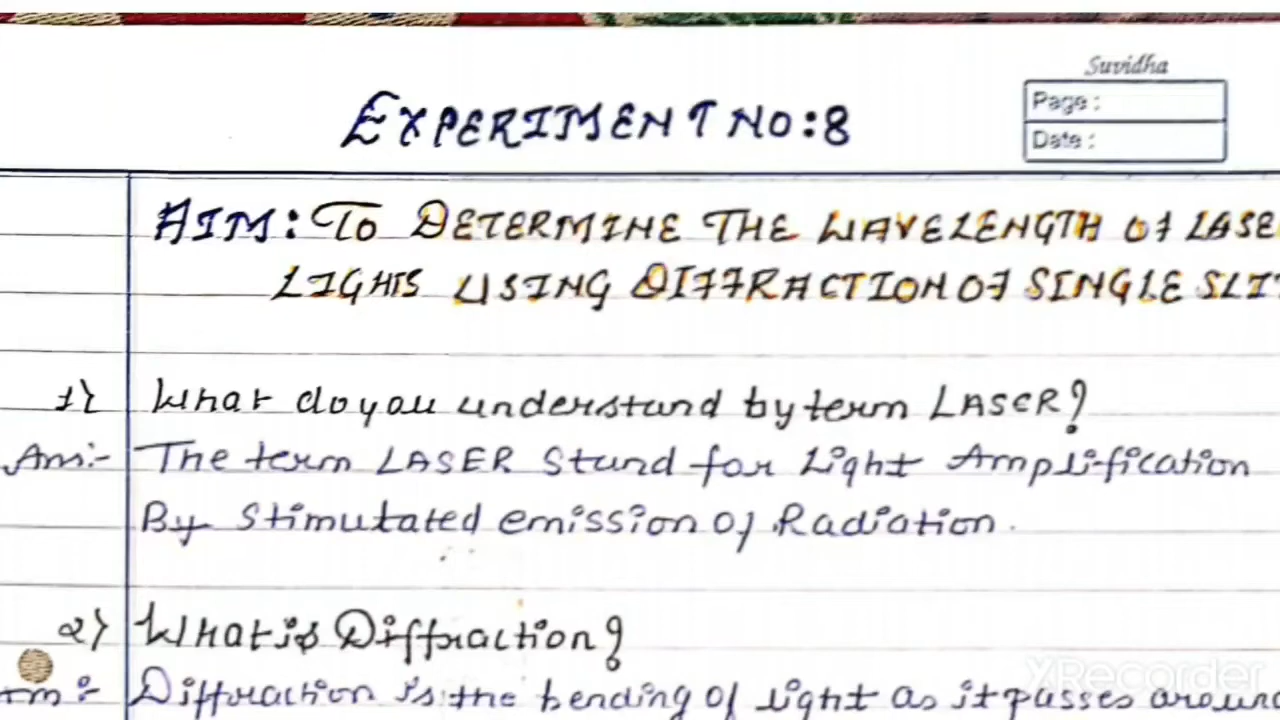 Suvidha
EXPERIMENT NO:8
Page :
Date :
AIM: TO DETERMINE THE WAVELENGTH OF LASE
LIGHTS USING DIFFRACTION OF SINGLE SLIT
1) What do you understand by term LASER?
Ans:- The term LASER Stand for Light Amplification
By Stimutated emission of Radiation.
2) What is Diffraction?
Diffraction is the bending of light as it passes around
XRecorder